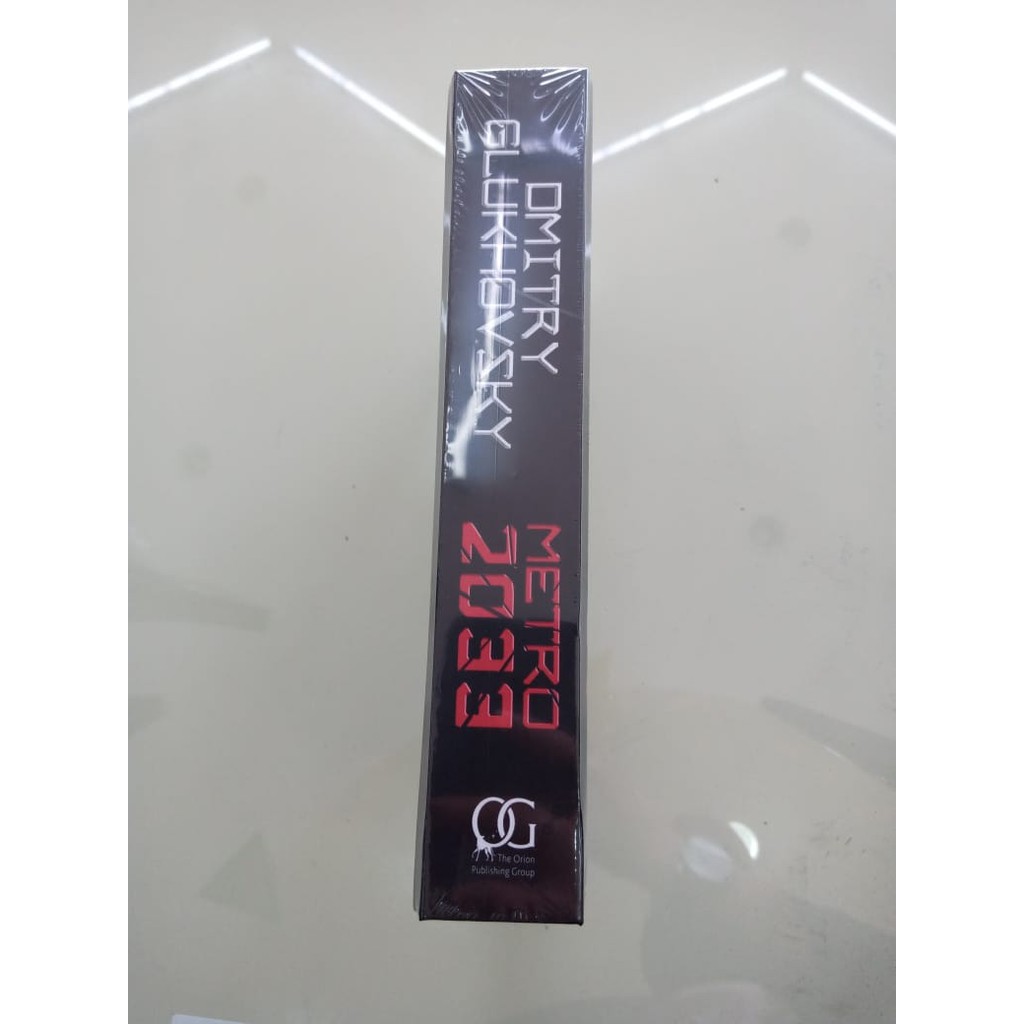 DMITRY
GLUKHOVSKY
METRO
2033
OG
The Orion
Publishing Group